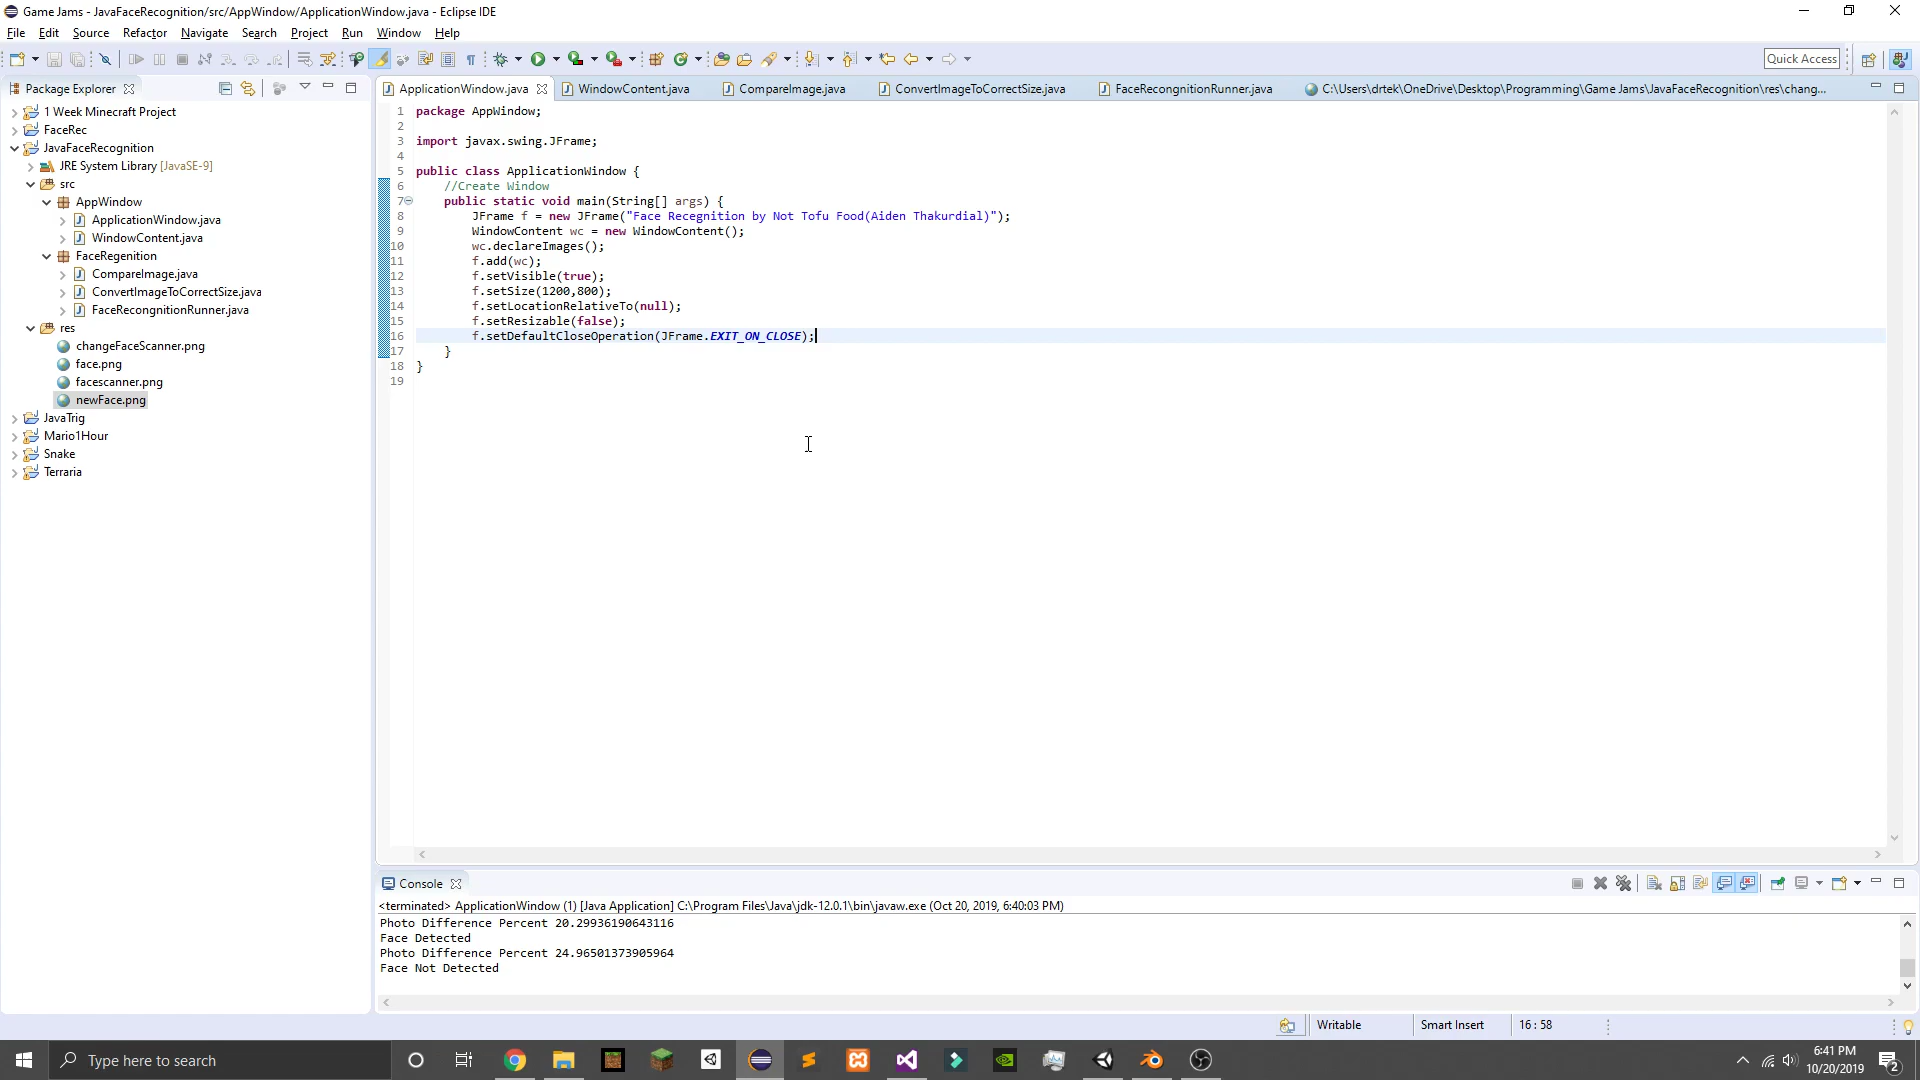 Game Jams - JavaFaceRecognition/src/AppWindow/ApplicationWindow.java - Eclipse IDE
File Edit Source Refactor Navigate Search Project Run Window Help
Quick Access
Package Explorer
1 Week Minecraft Project
FaceRec
JavaFaceRecognition
JRE System Library [JavaSE-9]
src
AppWindow
ApplicationWindow.java
WindowContent.java
FaceRegenition
CompareImage.java
ConvertImageToCorrectSize.java
FaceRecongnitionRunner.java
res
changeFaceScanner.png
face.png
facescanner.png
newFace.png
JavaTrig
Mario1Hour
Snake
Terraria
ApplicationWindow.java WindowContent.java CompareImage.java ConvertImageToCorrectSize.java FaceRecongnitionRunner.java C:\Users\drtek\OneDrive\Desktop\Programming\Game Jams\JavaFaceRecognition\res\chang...
1 package AppWindow;
2
3 import javax.swing.JFrame;
4
5 public class ApplicationWindow {
6 //Create Window
7 public static void main(String[] args) {
8 JFrame f = new JFrame("Face Recegnition by Not Tofu Food(Aiden Thakurdial)");
9 WindowContent wc = new WindowContent();
10 wc.declareImages();
11 f.add(wc);
12 f.setVisible(true);
13 f.setSize(1200,800);
14 f.setLocationRelativeTo(null);
15 f.setResizable(false);
16 f.setDefaultCloseOperation(JFrame.EXIT_ON_CLOSE);
17 }
18 }
19
Console
<terminated> ApplicationWindow (1) [Java Application] C:\Program Files\Java\jdk-12.0.1\bin\javaw.exe (Oct 20, 2019, 6:40:03 PM)
Photo Difference Percent 20.29936190643116
Face Detected
Photo Difference Percent 24.96501373905964
Face Not Detected
Writable Smart Insert 16 : 58
Type here to search
6:41 PM
10/20/2019
2